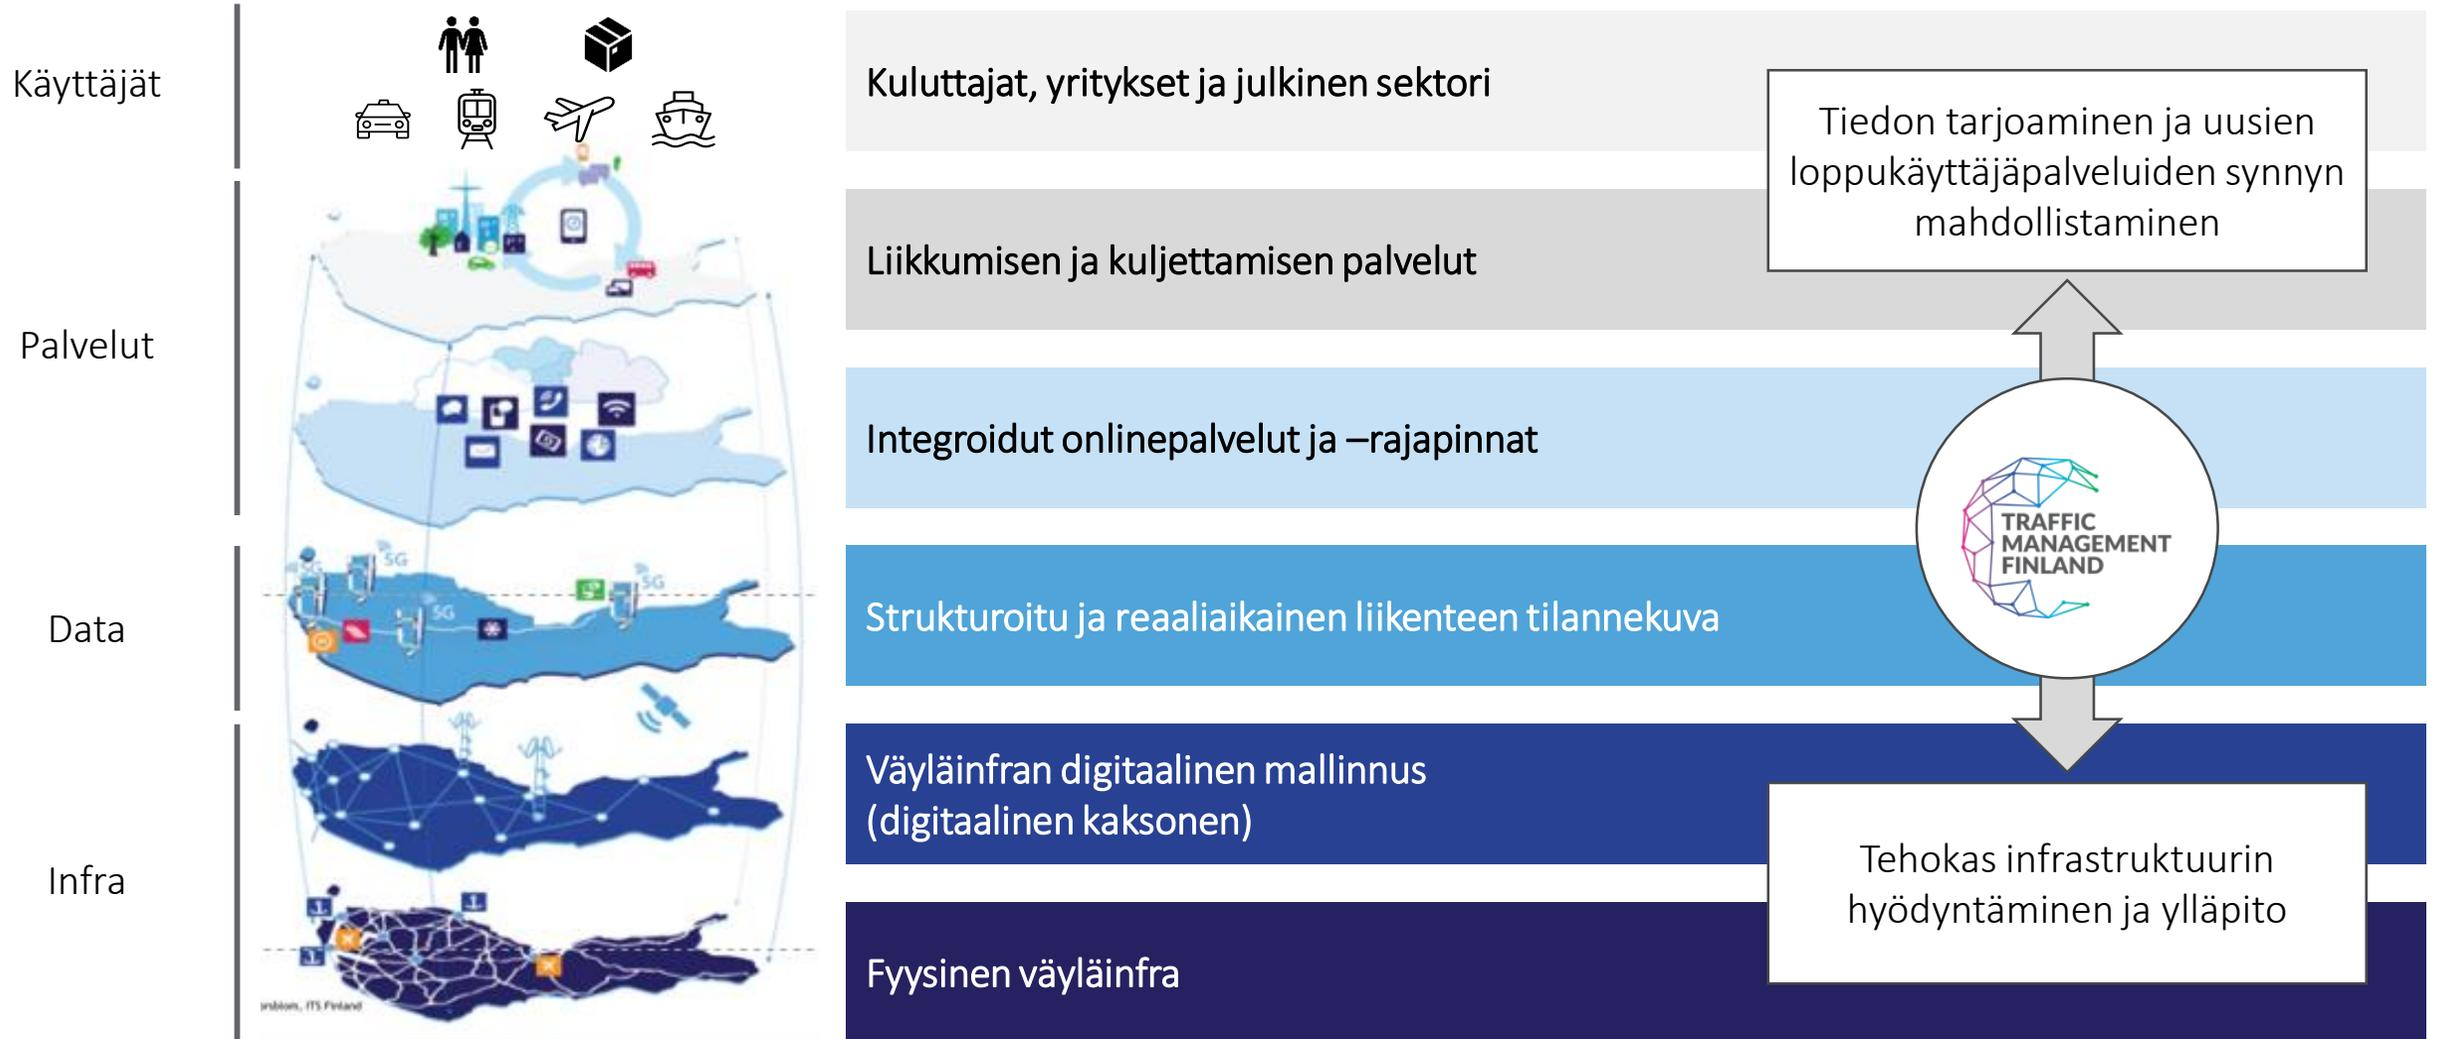 Käyttäjät
Kuluttajat, yritykset ja julkinen sektori
Tiedon tarjoaminen ja uusien
loppukäyttäjäpalveluiden synnyn
mahdollistaminen
Palvelut
Liikkumisen ja kuljettamisen palvelut
Integroidut onlinepalvelut ja –rajapinnat
TRAFFIC
MANAGEMENT
FINLAND
Data
5G
5G
5G
5G
Strukturoitu ja reaaliaikainen liikenteen tilannekuva
Infra
Väyläinfran digitaalinen mallinnus
(digitaalinen kaksonen)
Tehokas infrastruktuurin
hyödyntäminen ja ylläpito
Fyysinen väyläinfra
ITS Finland